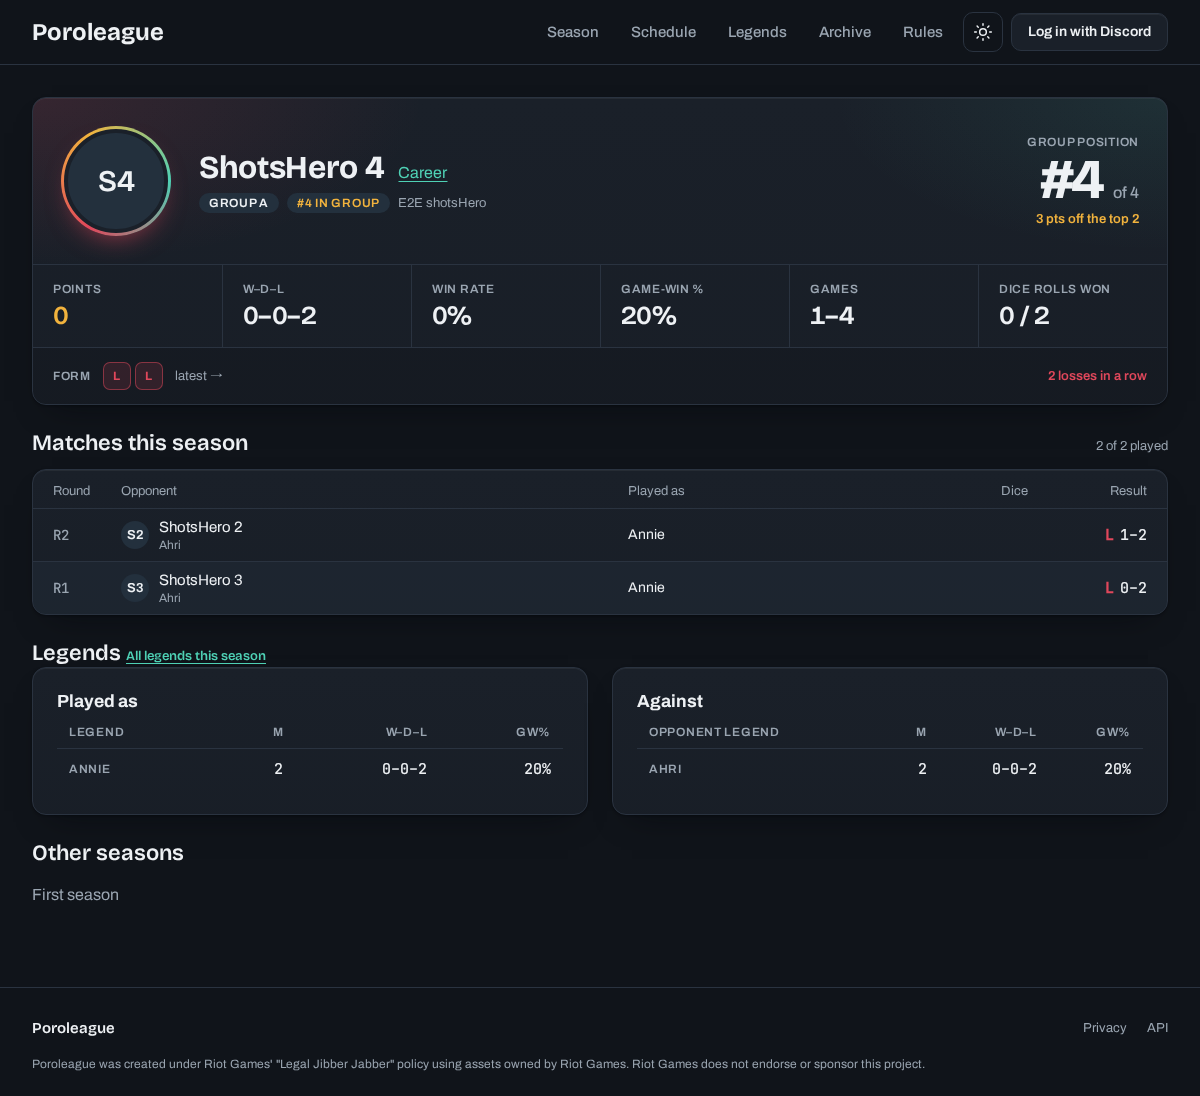 Poroleague
Season Schedule Legends Archive Rules Log in with Discord
S4
ShotsHero 4 Career
GROUP A #4 IN GROUP E2E shotsHero
GROUP POSITION
#4 of 4
3 pts off the top 2
POINTS W–D–L WIN RATE GAME-WIN % GAMES DICE ROLLS WON
0 0–0–2 0% 20% 1–4 0 / 2
FORM L L latest → 2 losses in a row
Matches this season 2 of 2 played
Round Opponent Played as Dice Result
R2 S2 ShotsHero 2 Annie L 1–2
Ahri
R1 S3 ShotsHero 3 Annie L 0–2
Ahri
Legends All legends this season
Played as
LEGEND M W–D–L GW%
ANNIE 2 0–0–2 20%
Against
OPPONENT LEGEND M W–D–L GW%
AHRI 2 0–0–2 20%
Other seasons
First season
Poroleague Privacy API
Poroleague was created under Riot Games' "Legal Jibber Jabber" policy using assets owned by Riot Games. Riot Games does not endorse or sponsor this project.